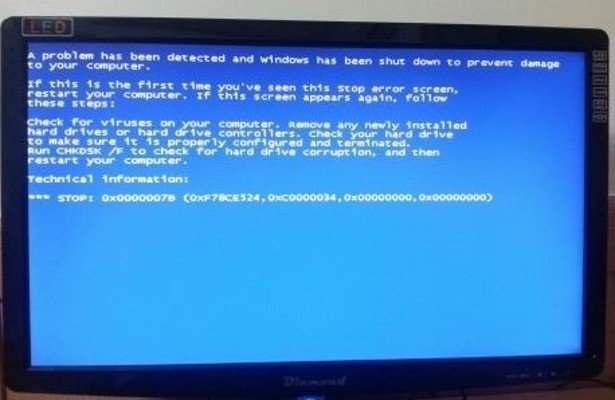 LED
A problem has been detected and Windows has been shut down to prevent damage
to your computer.
If this is the first time you've seen this stop error screen,
restart your computer. If this screen appears again, follow
these steps:
Check for viruses on your computer. Remove any newly installed
hard drives or hard drive controllers. Check your hard drive
to make sure it is properly configured and terminated.
Run CHKDSK /F to check for hard drive corruption, and then
restart your computer.
Technical information:
*** STOP: 0x0000007B (0xF78CE524,0xC0000034,0x00000000,0x00000000)
Diamond